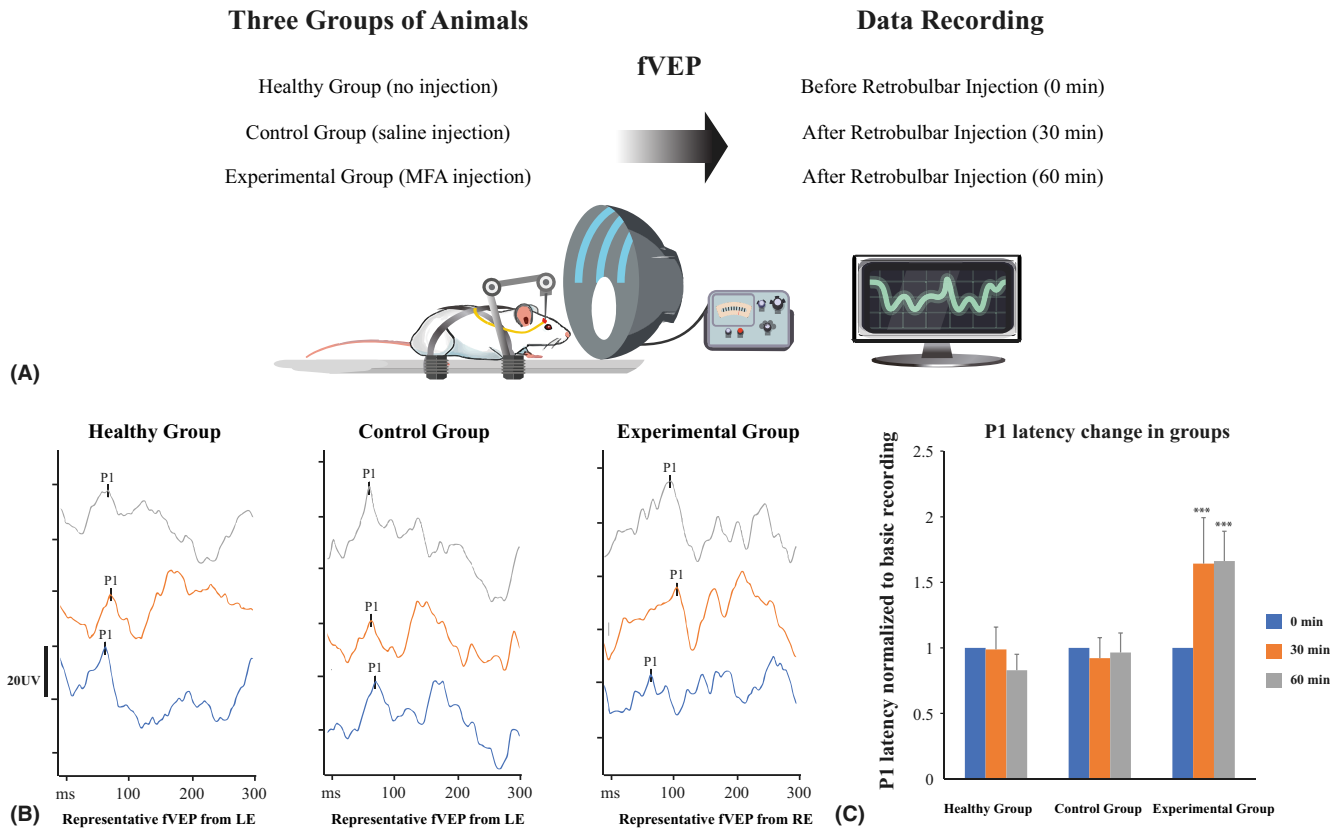 Three Groups of Animals
Data Recording
fVEP
Healthy Group (no injection)
Control Group (saline injection)
Experimental Group (MFA injection)
Before Retrobulbar Injection (0 min)
After Retrobulbar Injection (30 min)
After Retrobulbar Injection (60 min)
(A)
Healthy Group
P1
P1
P1
20UV
ms 100 200 300
Representative fVEP from LE
Control Group
P1
P1
P1
ms 100 200 300
Representative fVEP from LE
Experimental Group
P1
P1
P1
ms 100 200 300
Representative fVEP from RE
(B)
P1 latency change in groups
P1 latency normalized to basic recording
2.5
2
1.5
1
0.5
0
*** ***
Healthy Group Control Group Experimental Group
0 min
30 min
60 min
(C)